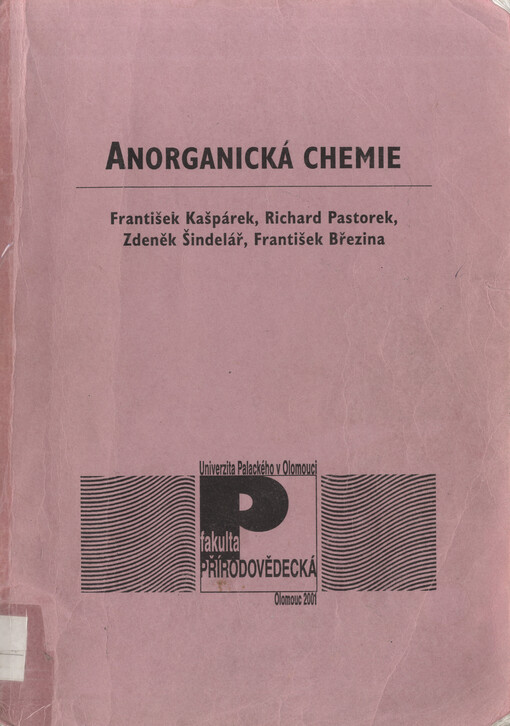 ANORGANICKÁ CHEMIE
František Kašpárek, Richard Pastorek,
Zdeněk Šindelář, František Březina
Univerzita Palackého v Olomouci
P
fakulta
PŘÍRODOVĚDECKÁ
Olomouc 2001